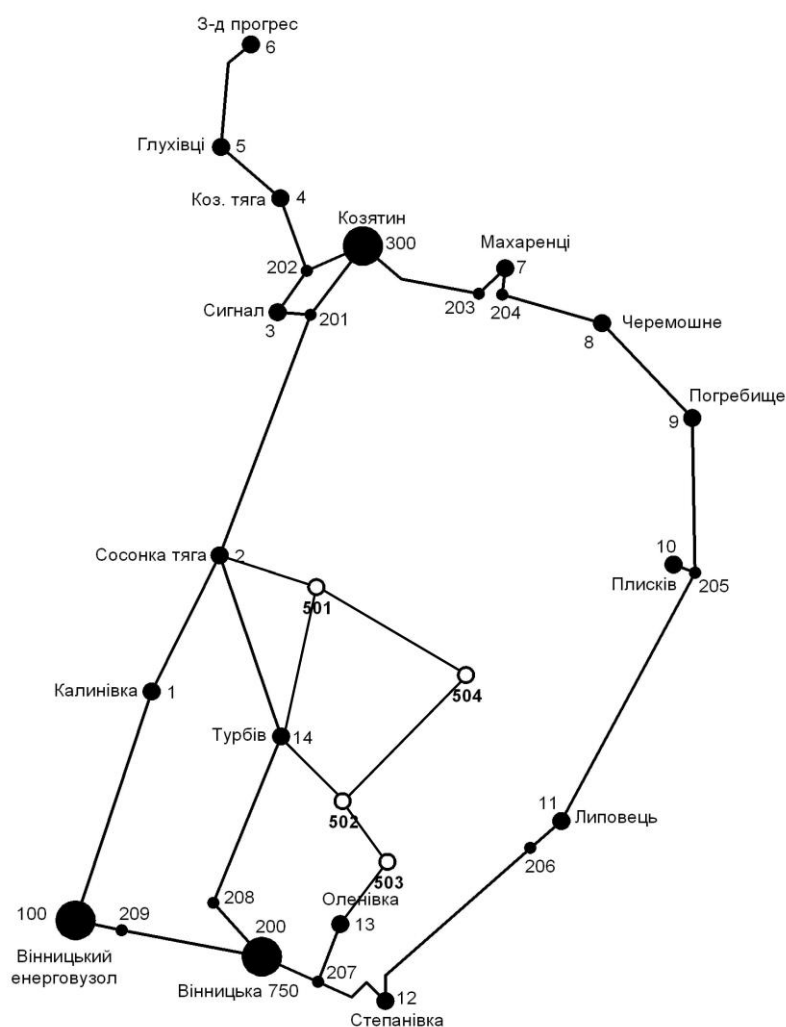 З-д прогрес
6
Глухівці
5
Коз. тяга
4
Козятин
300
Махаренці
7
202
203
204
Сигнал
3
201
Черемошне
8
Погребище
9
Сосонка тяга
2
10
Плисків
205
501
504
Калинівка
1
Турбів
14
502
11
Липовець
206
503
208
Оленівка
13
100
209
200
Вінницький
енерговузол
Вінницька 750
207
12
Степанівка